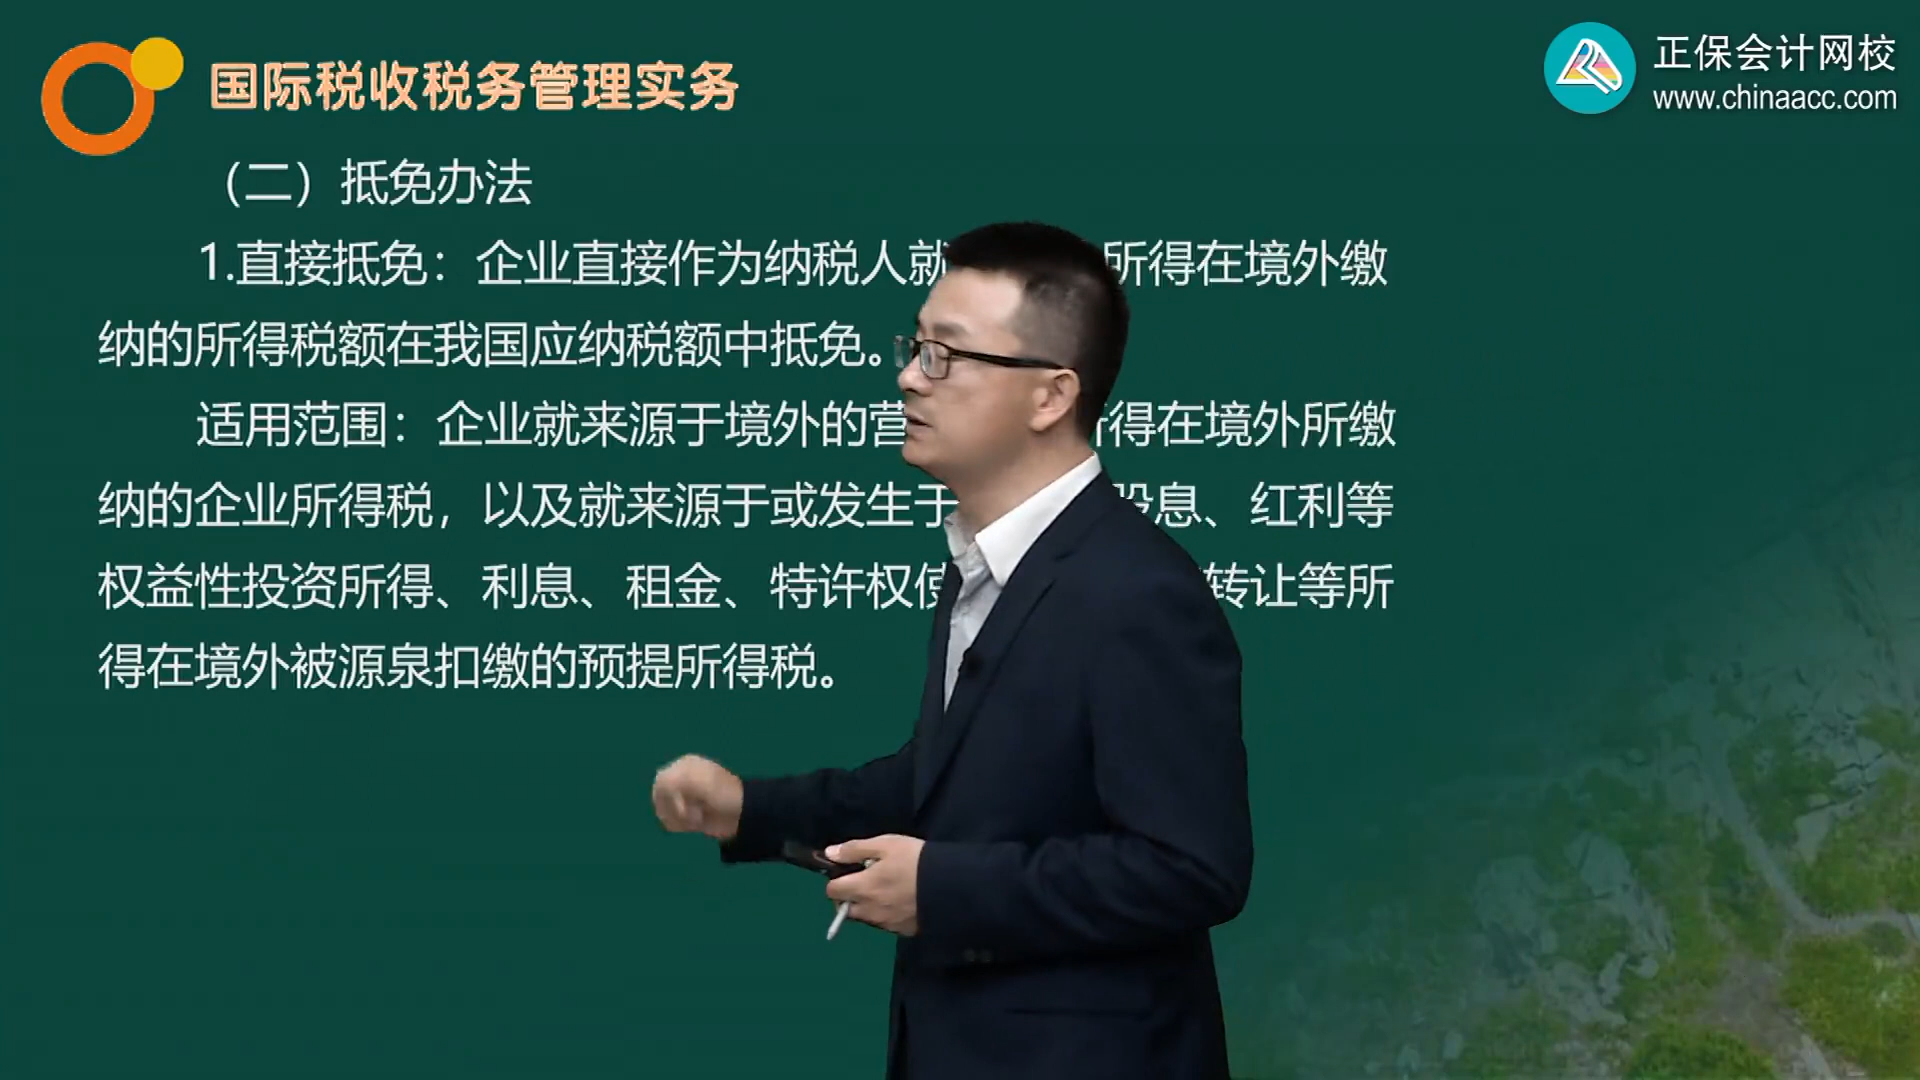 国际税收税务管理实务
正保会计网校
www.chinaacc.com
（二）抵免办法
1.直接抵免：企业直接作为纳税人就 所得在境外缴
纳的所得税额在我国应纳税额中抵免。
适用范围：企业就来源于境外的营 所得在境外所缴
纳的企业所得税，以及就来源于或发生于 股息、红利等
权益性投资所得、利息、租金、特许权使 转让等所
得在境外被源泉扣缴的预提所得税。